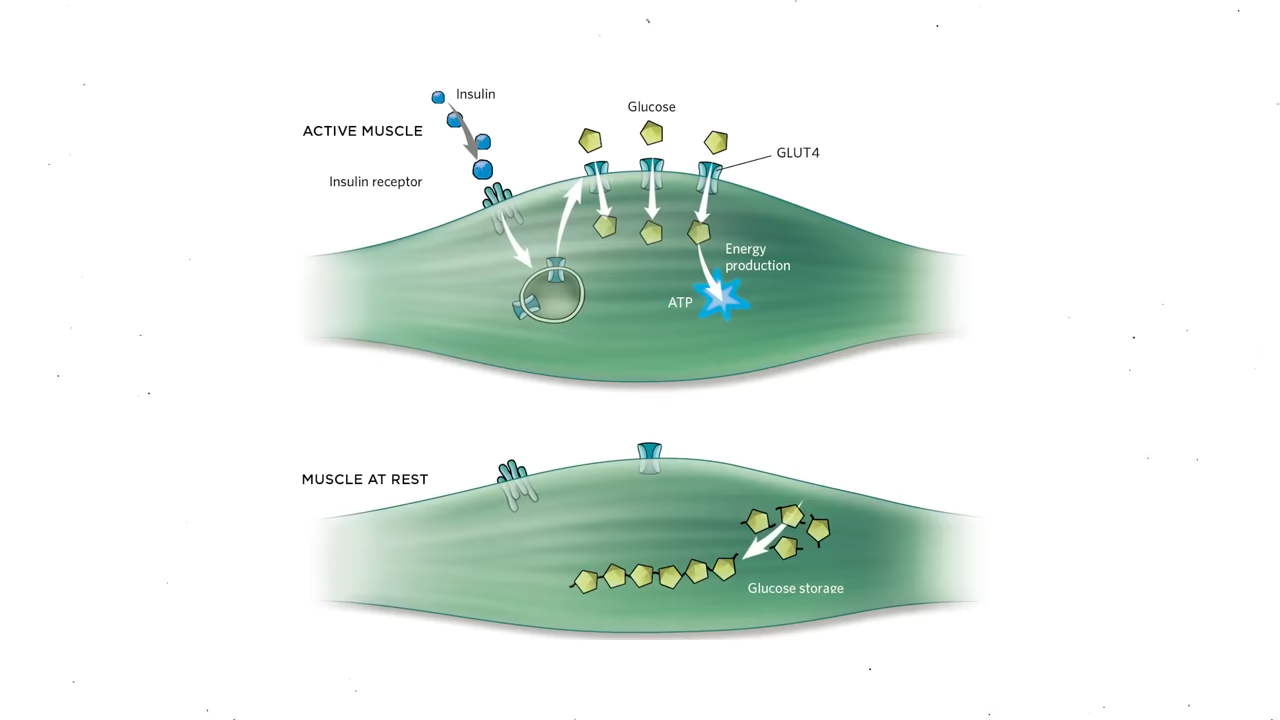 Insulin
Glucose
ACTIVE MUSCLE
GLUT4
Insulin receptor
Energy
production
ATP
MUSCLE AT REST
Glucose storage